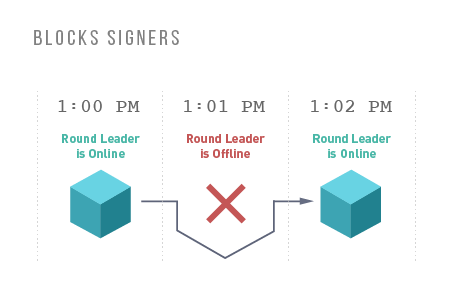 BLOCKS SIGNERS
1:00 PM
1:01 PM
1:02 PM
Round Leader
is Online
Round Leader
is Offline
Round Leader
is Online